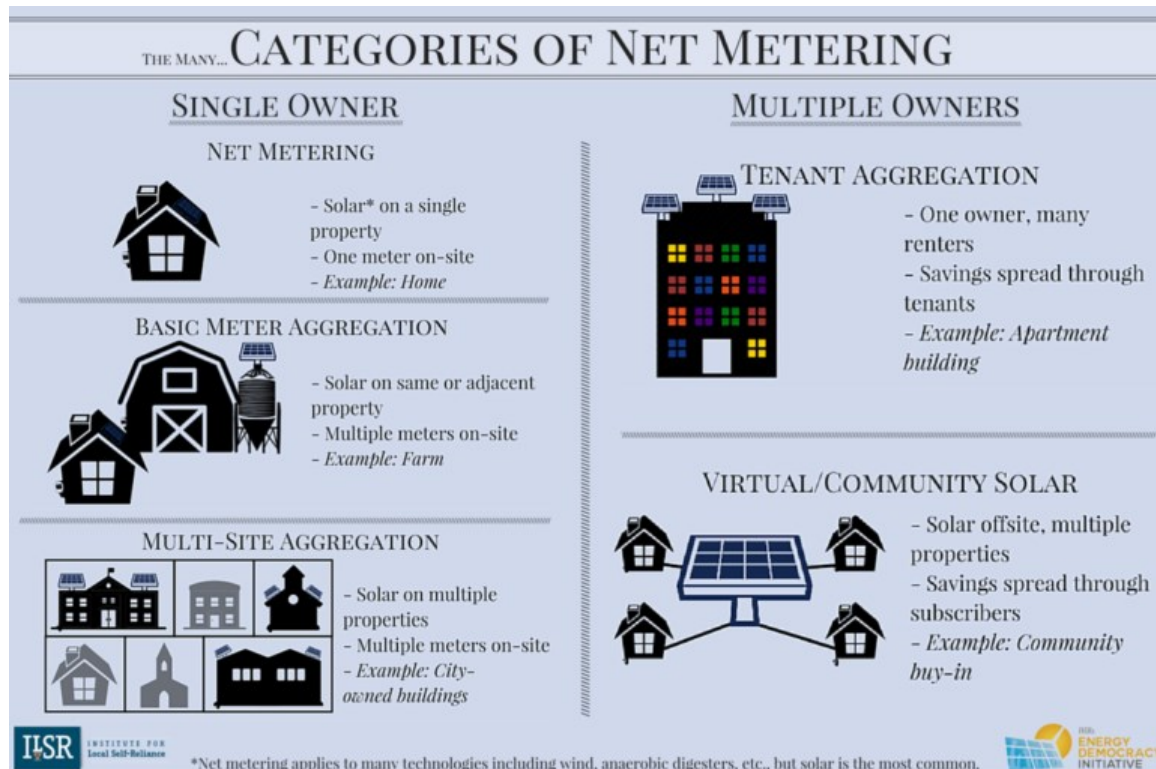 THE MANY... CATEGORIES OF NET METERING
SINGLE OWNER
NET METERING
- Solar* on a single
property
- One meter on-site
- Example: Home
BASIC METER AGGREGATION
- Solar on same or adjacent
property
- Multiple meters on-site
- Example: Farm
MULTI-SITE AGGREGATION
- Solar on multiple
properties
- Multiple meters on-site
- Example: City-
owned buildings
MULTIPLE OWNERS
TENANT AGGREGATION
- One owner, many
renters
- Savings spread through
tenants
- Example: Apartment
building
VIRTUAL/COMMUNITY SOLAR
- Solar offsite, multiple
properties
- Savings spread through
subscribers
- Example: Community
buy-in
ILSR
INSTITUTE FOR
Local Self-Reliance
*Net metering applies to many technologies including wind, anaerobic digesters, etc., but solar is the most common.
ILSR's
ENERGY
DEMOCRACY
INITIATIVE